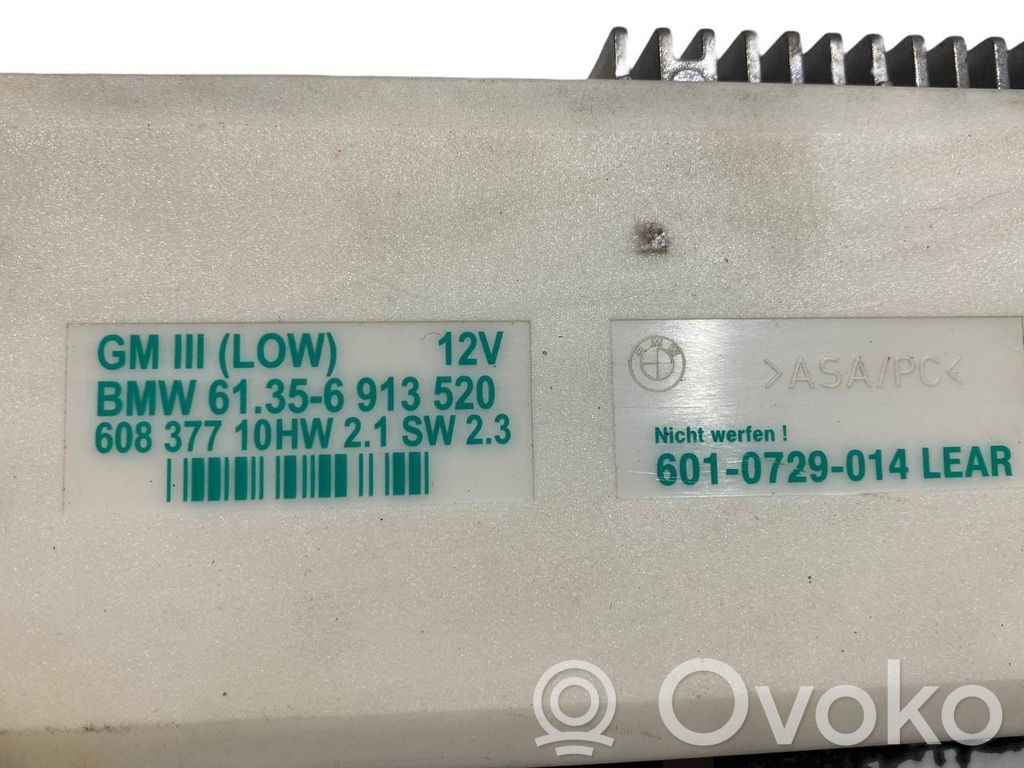 GM III (LOW) 12V
BMW 61.35-6 913 520
608 377 10HW 2.1 SW 2.3
BMW
>ASA/PC<
Nicht werfen !
601-0729-014 LEAR
Ovoko